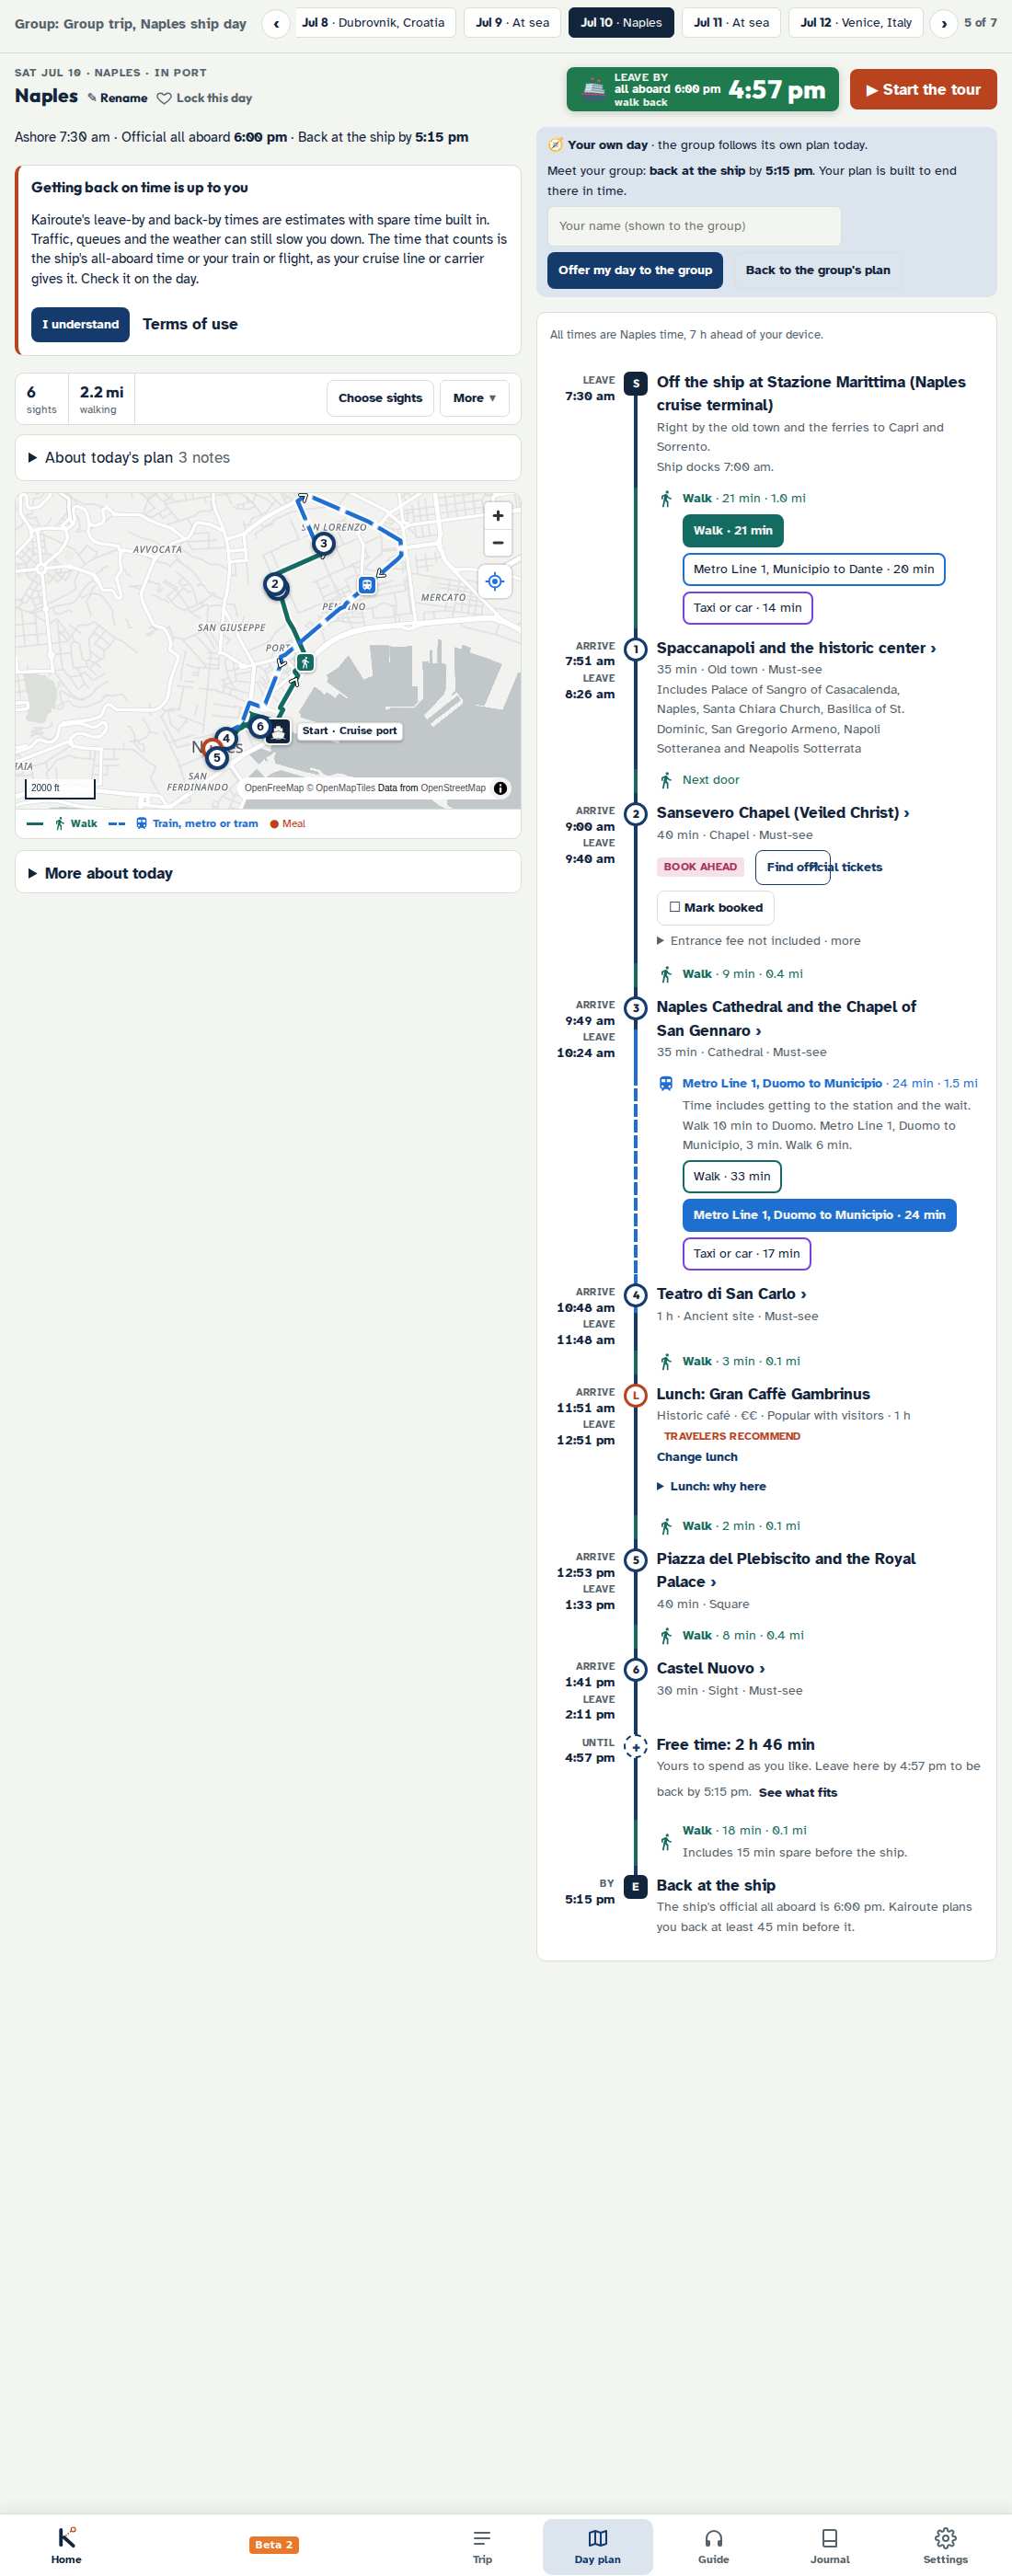 Group: Group trip, Naples ship day
‹
Jul 8 · Dubrovnik, Croatia
Jul 9 · At sea
Jul 10 · Naples
Jul 11 · At sea
Jul 12 · Venice, Italy
›
5 of 7
SAT JUL 10 · NAPLES · IN PORT
Naples ✎ Rename Lock this day
LEAVE BY
all aboard 6:00 pm
walk back
4:57 pm
▶ Start the tour
Ashore 7:30 am · Official all aboard 6:00 pm · Back at the ship by 5:15 pm
Getting back on time is up to you
Kairoute's leave-by and back-by times are estimates with spare time built in.
Traffic, queues and the weather can still slow you down. The time that counts is
the ship's all-aboard time or your train or flight, as your cruise line or carrier
gives it. Check it on the day.
I understand
Terms of use
6
sights
2.2 mi
walking
Choose sights
More ▼
▶ About today's plan 3 notes
AVVOCATA
SAN LORENZO
3
2
MERCATO
SAN GIUSEPPE
PORT
6
Start · Cruise port
4
5
SAN
FERDINANDO
2000 ft
OpenFreeMap © OpenMapTiles Data from OpenStreetMap
Walk
Train, metro or tram
Meal
▶ More about today
Your own day · the group follows its own plan today.
Meet your group: back at the ship by 5:15 pm. Your plan is built to end
there in time.
Your name (shown to the group)
Offer my day to the group
Back to the group's plan
All times are Naples time, 7 h ahead of your device.
LEAVE
7:30 am
S
Off the ship at Stazione Marittima (Naples
cruise terminal)
Right by the old town and the ferries to Capri and
Sorrento.
Ship docks 7:00 am.
Walk · 21 min · 1.0 mi
Walk · 21 min
Metro Line 1, Municipio to Dante · 20 min
Taxi or car · 14 min
ARRIVE
7:51 am
LEAVE
8:26 am
1
Spaccanapoli and the historic center ›
35 min · Old town · Must-see
Includes Palace of Sangro of Casacalenda,
Naples, Santa Chiara Church, Basilica of St.
Dominic, San Gregorio Armeno, Napoli
Sotteranea and Neapolis Sotterrata
Next door
ARRIVE
9:00 am
LEAVE
9:40 am
2
Sansevero Chapel (Veiled Christ) ›
40 min · Chapel · Must-see
BOOK AHEAD
Find official tickets
☐ Mark booked
▶ Entrance fee not included · more
Walk · 9 min · 0.4 mi
ARRIVE
9:49 am
LEAVE
10:24 am
3
Naples Cathedral and the Chapel of
San Gennaro ›
35 min · Cathedral · Must-see
Metro Line 1, Duomo to Municipio · 24 min · 1.5 mi
Time includes getting to the station and the wait.
Walk 10 min to Duomo. Metro Line 1, Duomo to
Municipio, 3 min. Walk 6 min.
Walk · 33 min
Metro Line 1, Duomo to Municipio · 24 min
Taxi or car · 17 min
ARRIVE
10:48 am
LEAVE
11:48 am
4
Teatro di San Carlo ›
1 h · Ancient site · Must-see
Walk · 3 min · 0.1 mi
ARRIVE
11:51 am
LEAVE
12:51 pm
L
Lunch: Gran Caffè Gambrinus
Historic café · €€ · Popular with visitors · 1 h
TRAVELERS RECOMMEND
Change lunch
▶ Lunch: why here
Walk · 2 min · 0.1 mi
ARRIVE
12:53 pm
LEAVE
1:33 pm
5
Piazza del Plebiscito and the Royal
Palace ›
40 min · Square
Walk · 8 min · 0.4 mi
ARRIVE
1:41 pm
LEAVE
2:11 pm
6
Castel Nuovo ›
30 min · Sight · Must-see
UNTIL
4:57 pm
+
Free time: 2 h 46 min
Yours to spend as you like. Leave here by 4:57 pm to be
back by 5:15 pm. See what fits
Walk · 18 min · 0.1 mi
Includes 15 min spare before the ship.
BY
5:15 pm
E
Back at the ship
The ship's official all aboard is 6:00 pm. Kairoute plans
you back at least 45 min before it.
Home
Beta 2
Trip
Day plan
Guide
Journal
Settings